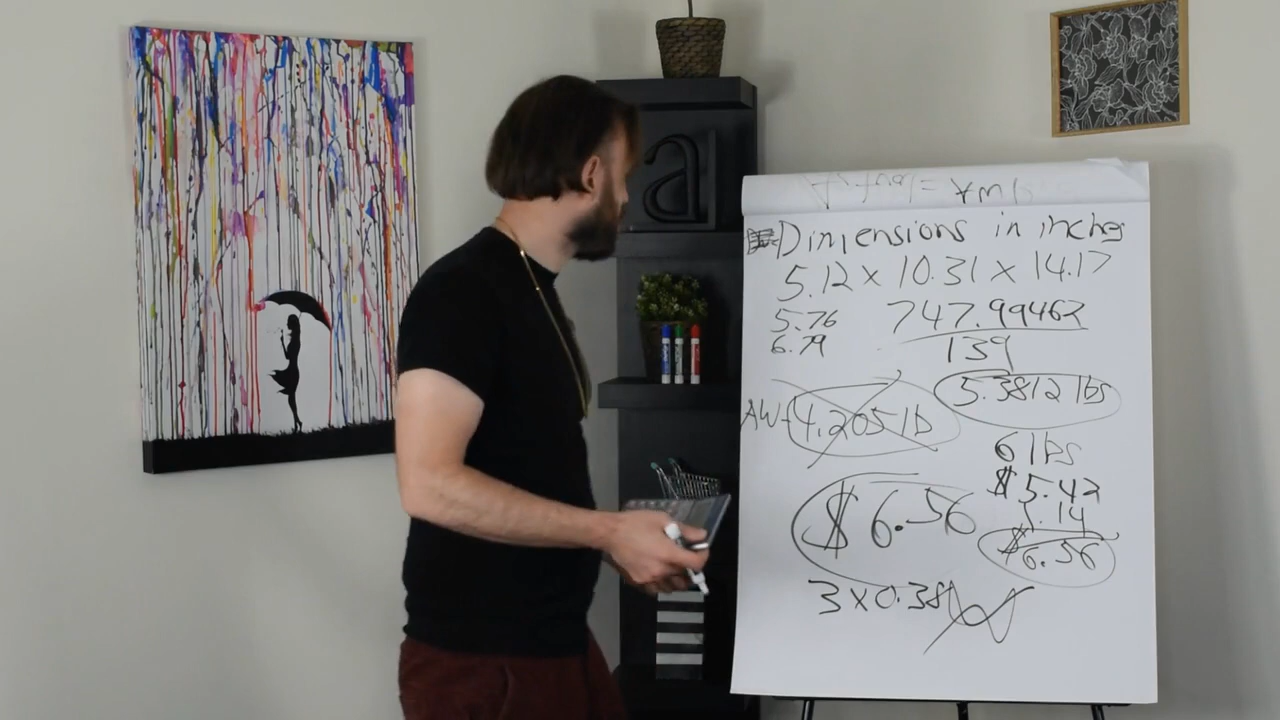 a
Dimensions in inches
5.12 x 10.31 x 14.17
5.76
6.79
747.99462
139
5.3812 lbs
AW-4.205 lb
6 lbs
$5.42
1.14
$6.56
$6.56
3 x 0.38